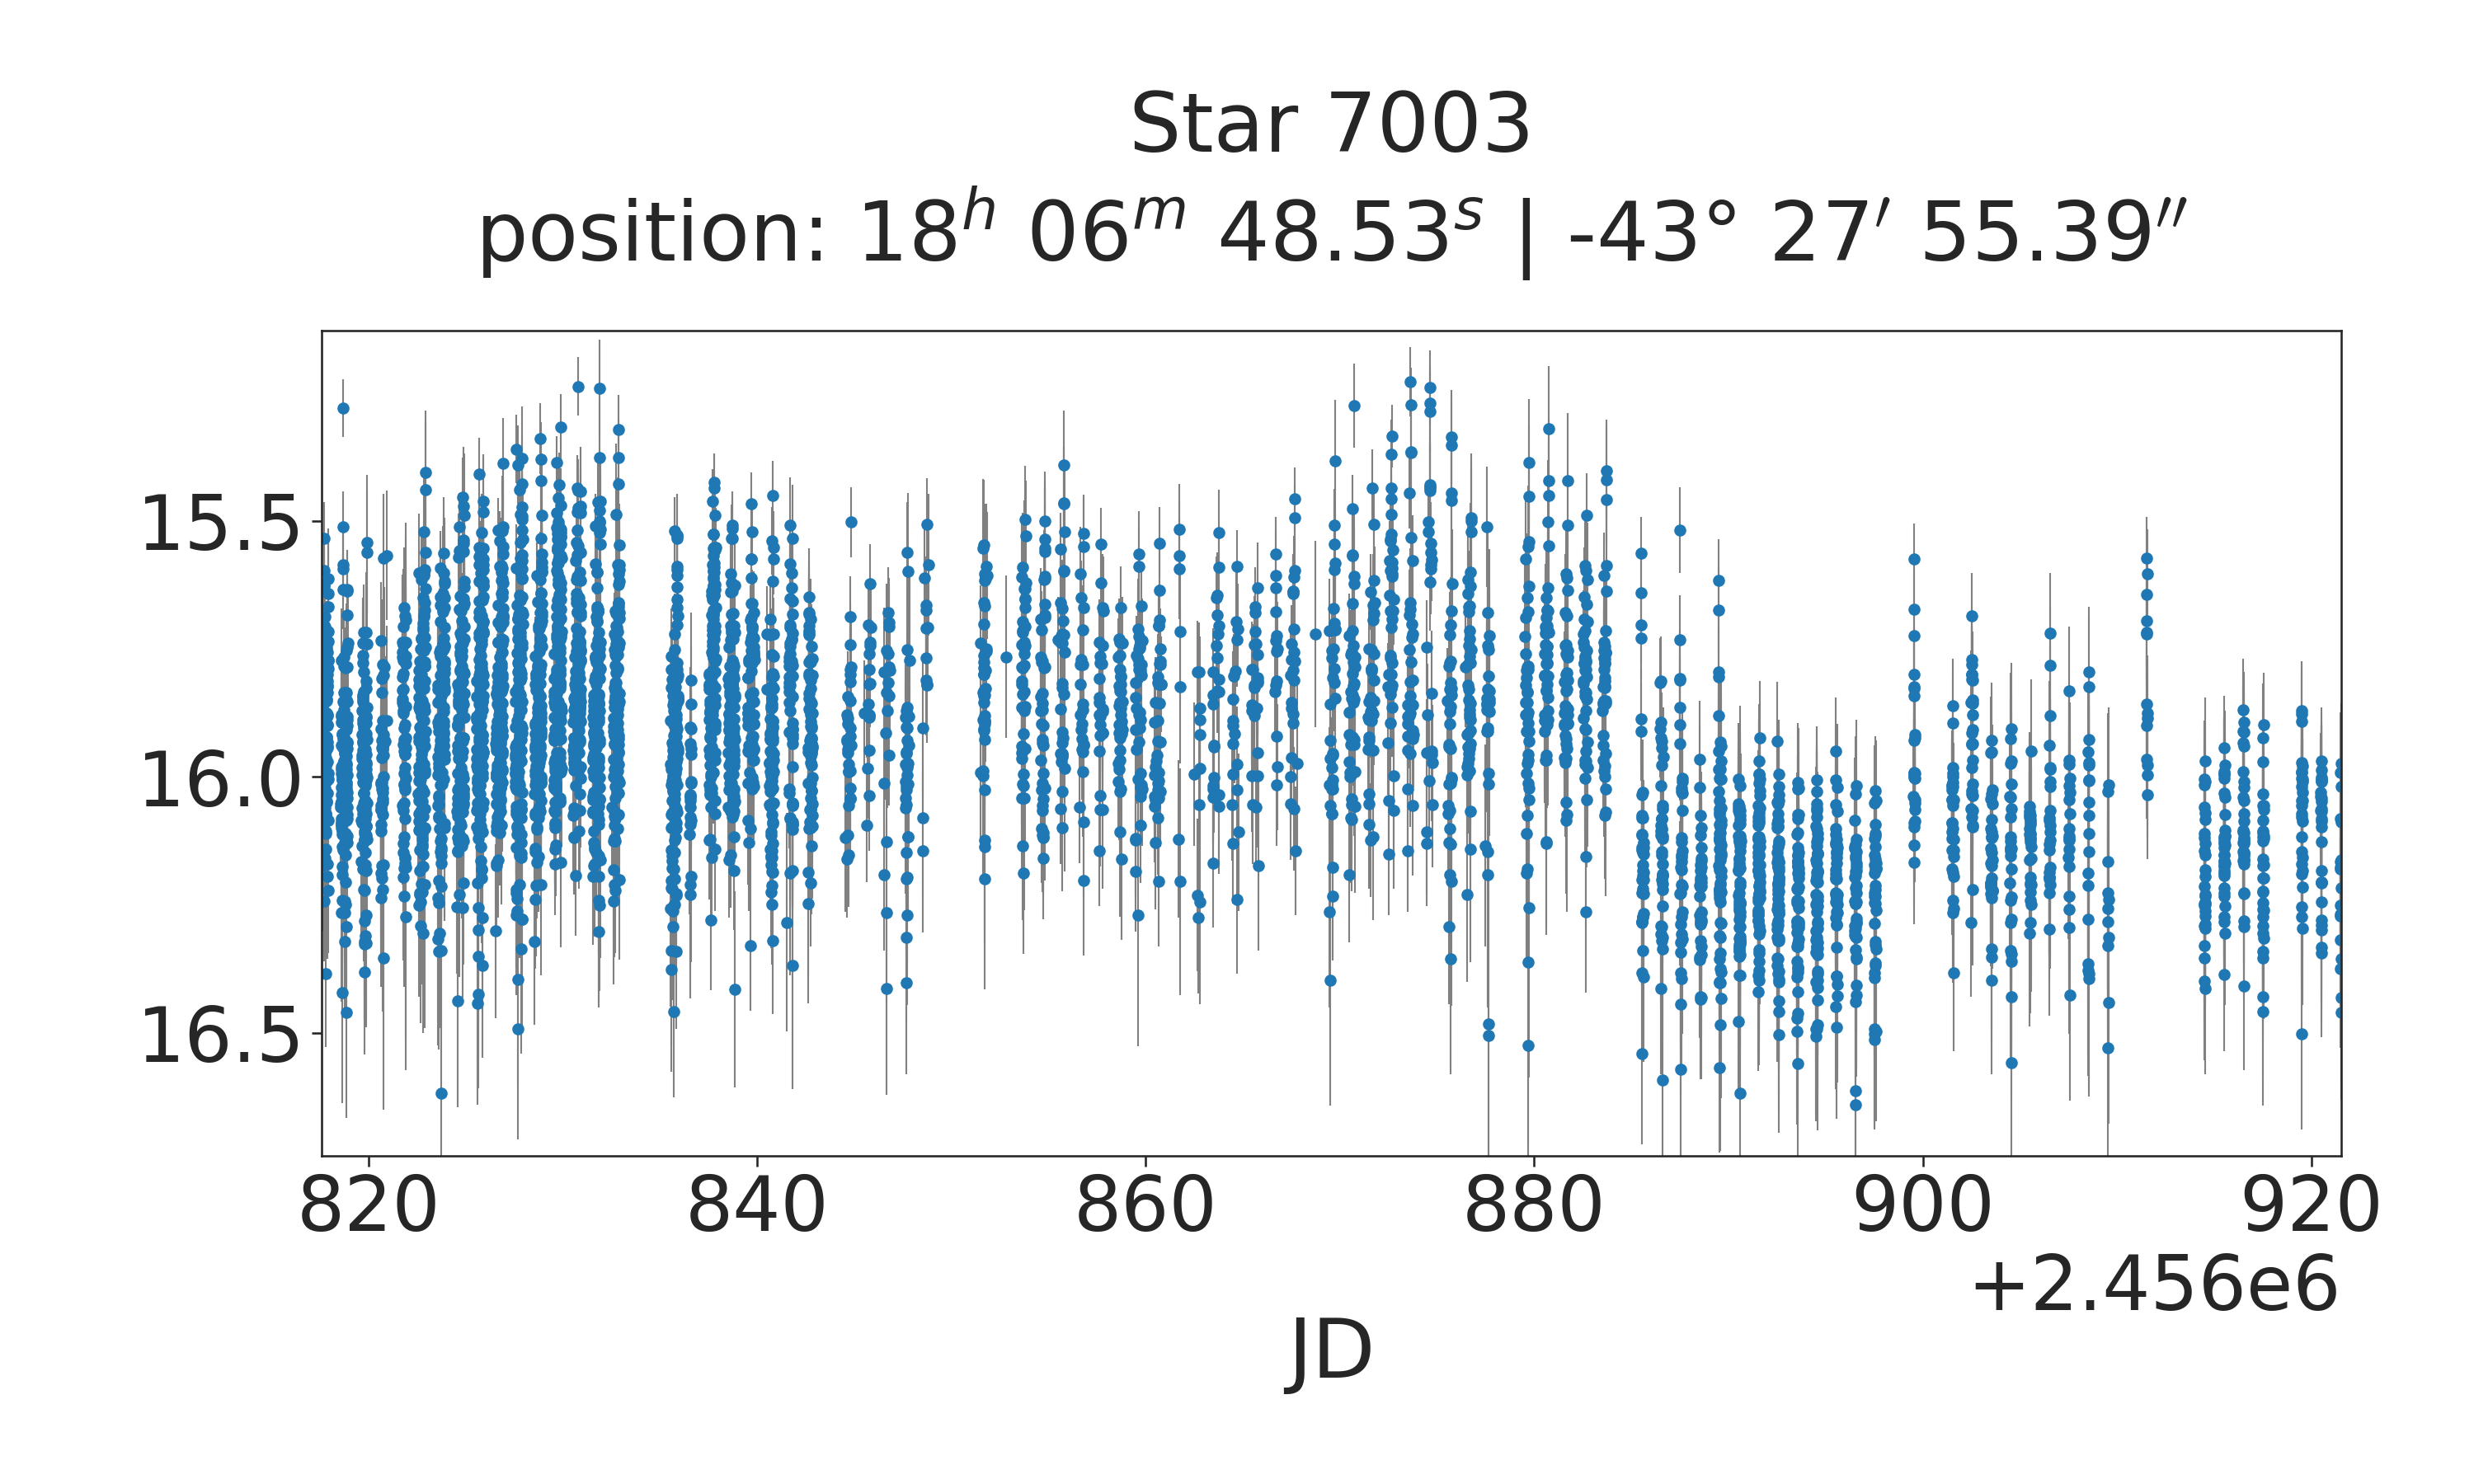 Star 7003
position: 18ʰ 06ᵐ 48.53ˢ | -43° 27′ 55.39″
15.5
16.0
16.5
820 840 860 880 900 920
+2.456e6
JD